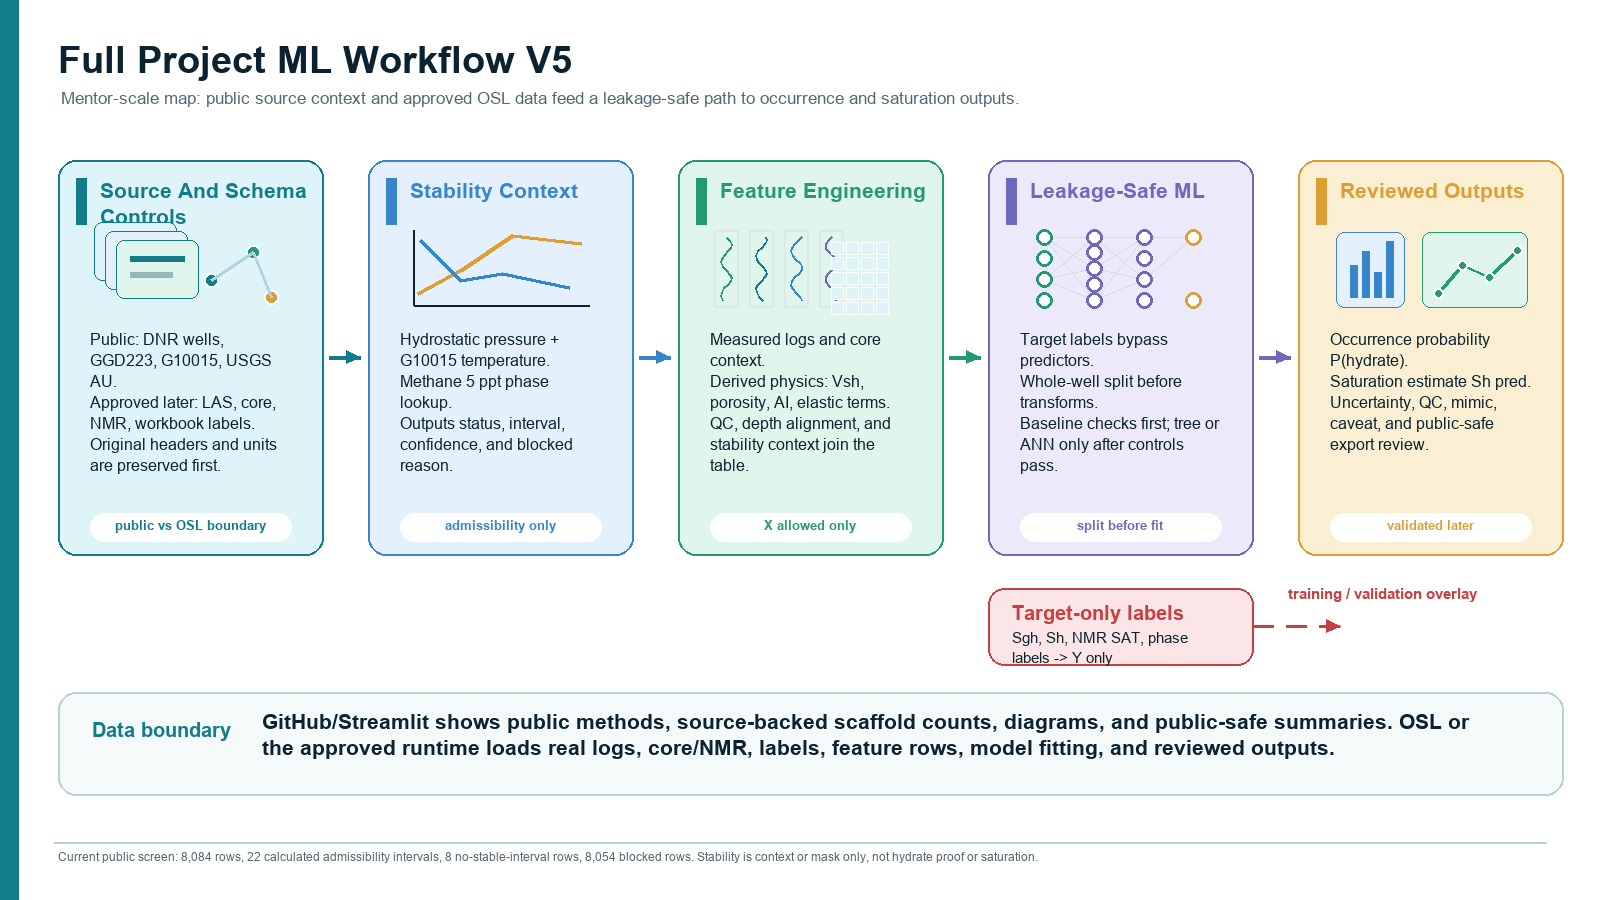 Full Project ML Workflow V5
Mentor-scale map: public source context and approved OSL data feed a leakage-safe path to occurrence and saturation outputs.
Source And Schema
Controls
Public: DNR wells,
GGD223, G10015, USGS
AU.
Approved later: LAS, core,
NMR, workbook labels.
Original headers and units
are preserved first.
public vs OSL boundary
Stability Context
Hydrostatic pressure +
G10015 temperature.
Methane 5 ppt phase
lookup.
Outputs status, interval,
confidence, and blocked
reason.
admissibility only
Feature Engineering
Measured logs and core
context.
Derived physics: Vsh,
porosity, AI, elastic terms.
QC, depth alignment, and
stability context join the
table.
X allowed only
Leakage-Safe ML
Target labels bypass
predictors.
Whole-well split before
transforms.
Baseline checks first; tree or
ANN only after controls
pass.
split before fit
Reviewed Outputs
Occurrence probability
P(hydrate).
Saturation estimate Sh pred.
Uncertainty, QC, mimic,
caveat, and public-safe
export review.
validated later
Target-only labels
Sgh, Sh, NMR SAT, phase
labels -> Y only
training / validation overlay
Data boundary
GitHub/Streamlit shows public methods, source-backed scaffold counts, diagrams, and public-safe summaries. OSL or
the approved runtime loads real logs, core/NMR, labels, feature rows, model fitting, and reviewed outputs.
Current public screen: 8,084 rows, 22 calculated admissibility intervals, 8 no-stable-interval rows, 8,054 blocked rows. Stability is context or mask only, not hydrate proof or saturation.